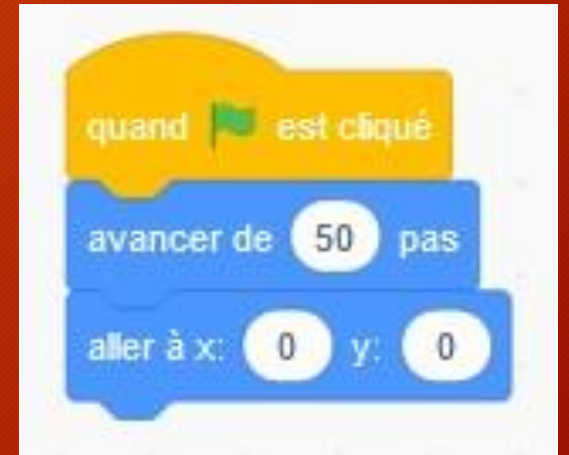 quand est cliqué
avancer de 50 pas
aller à x: 0 y: 0